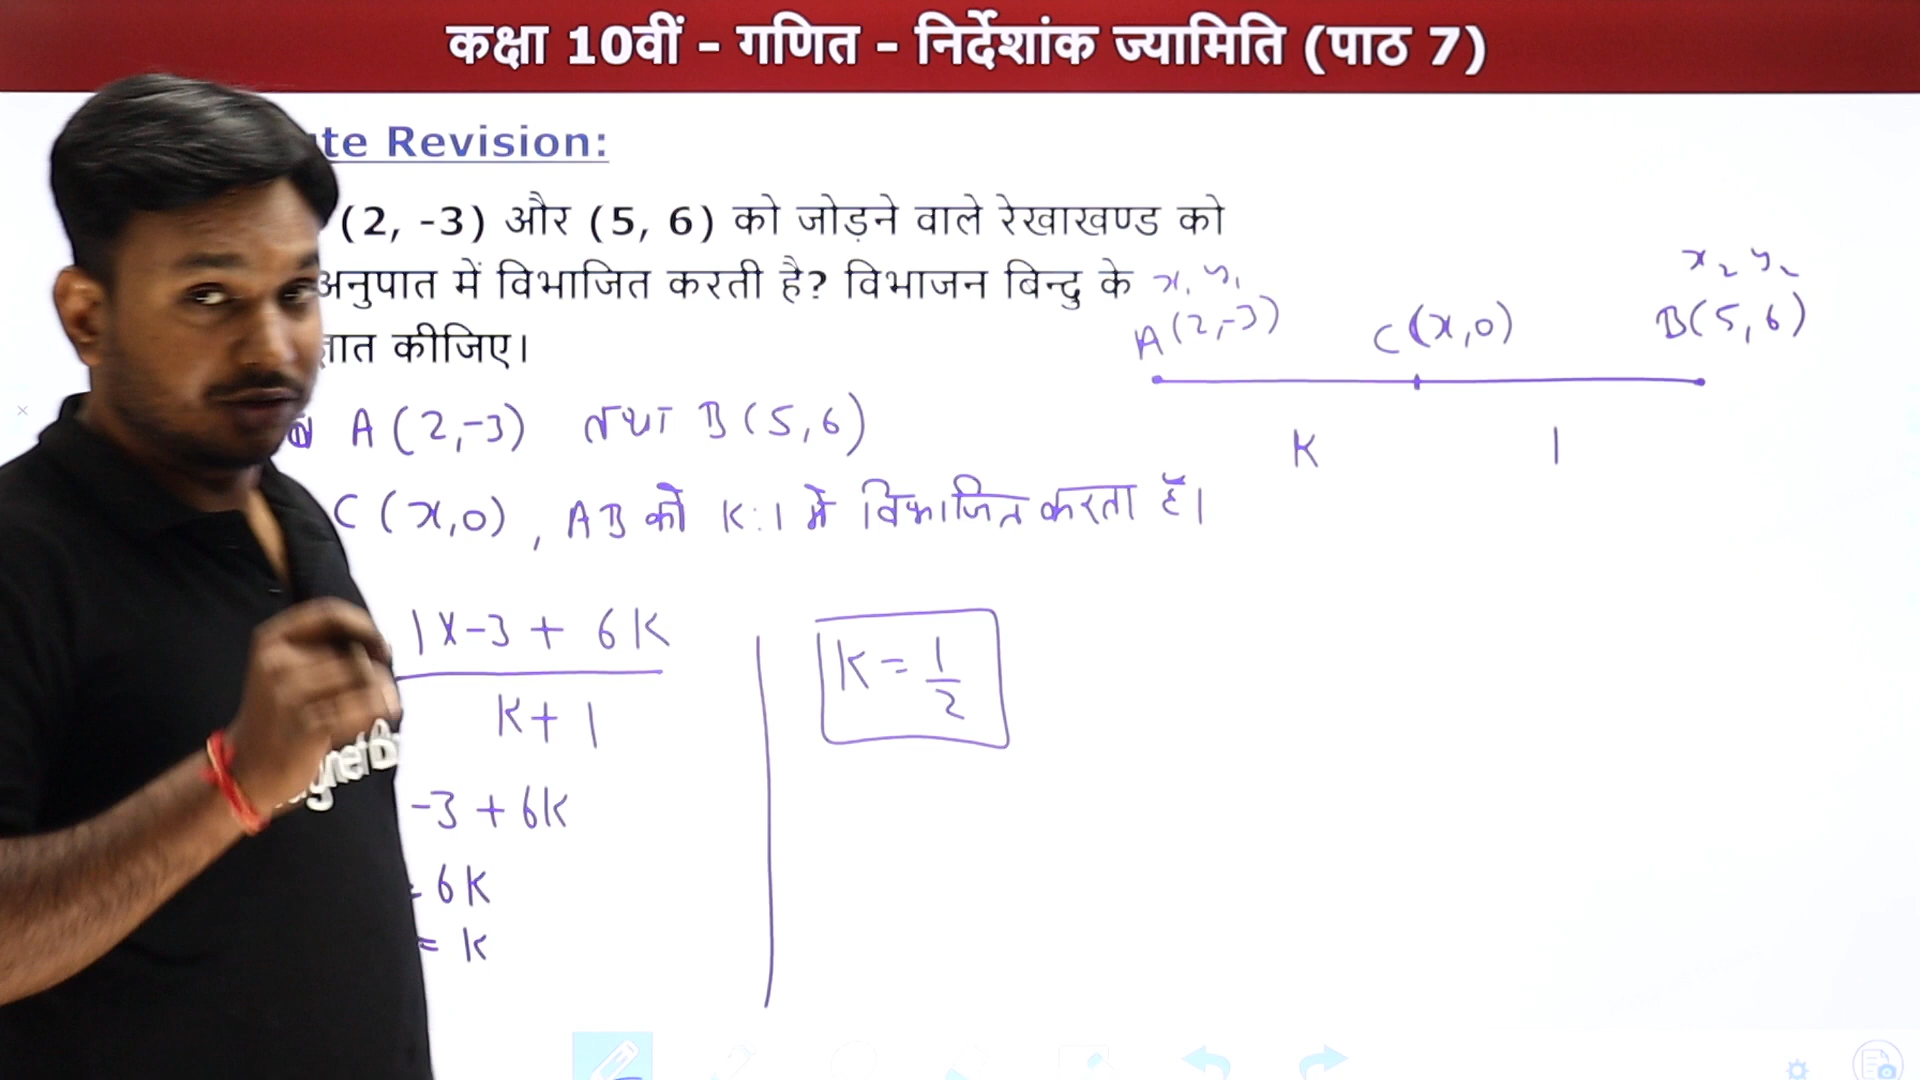 कक्षा 10वीं - गणित - निर्देशांक ज्यामिति (पाठ 7)
te Revision:
(2, -3) और (5, 6) को जोड़ने वाले रेखाखण्ड को
अनुपात में विभाजित करती है? विभाजन बिन्दु के
ज्ञात कीजिए।
x₁ y₁
A(2,-3)
C(x,0)
x₂ y₂
B(5,6)
K
1
A(2,-3) तथा B(5,6)
C(x,0), AB को K:1 में विभाजित करता है।
1x-3 + 6K
K+1
-3 + 6K
= 6K
= K
K = 1/2